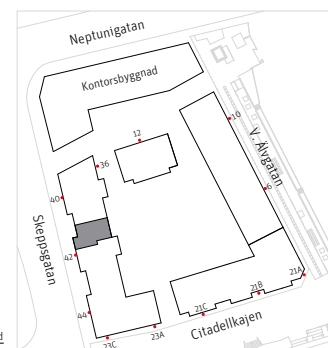 Neptunigatan
Kontorsbyggnad
12
10
V. Älvgatan
36
40
6
Skeppsgatan
42
21A
21B
21C
44
Citadellkajen
23A
23C